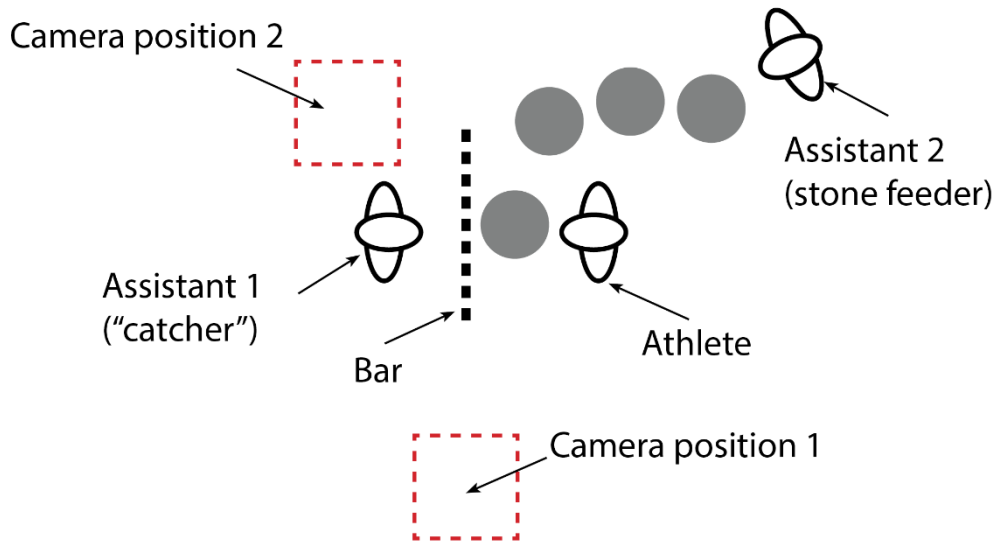 Camera position 2
Assistant 2
(stone feeder)
Assistant 1
(“catcher”)
Athlete
Bar
Camera position 1